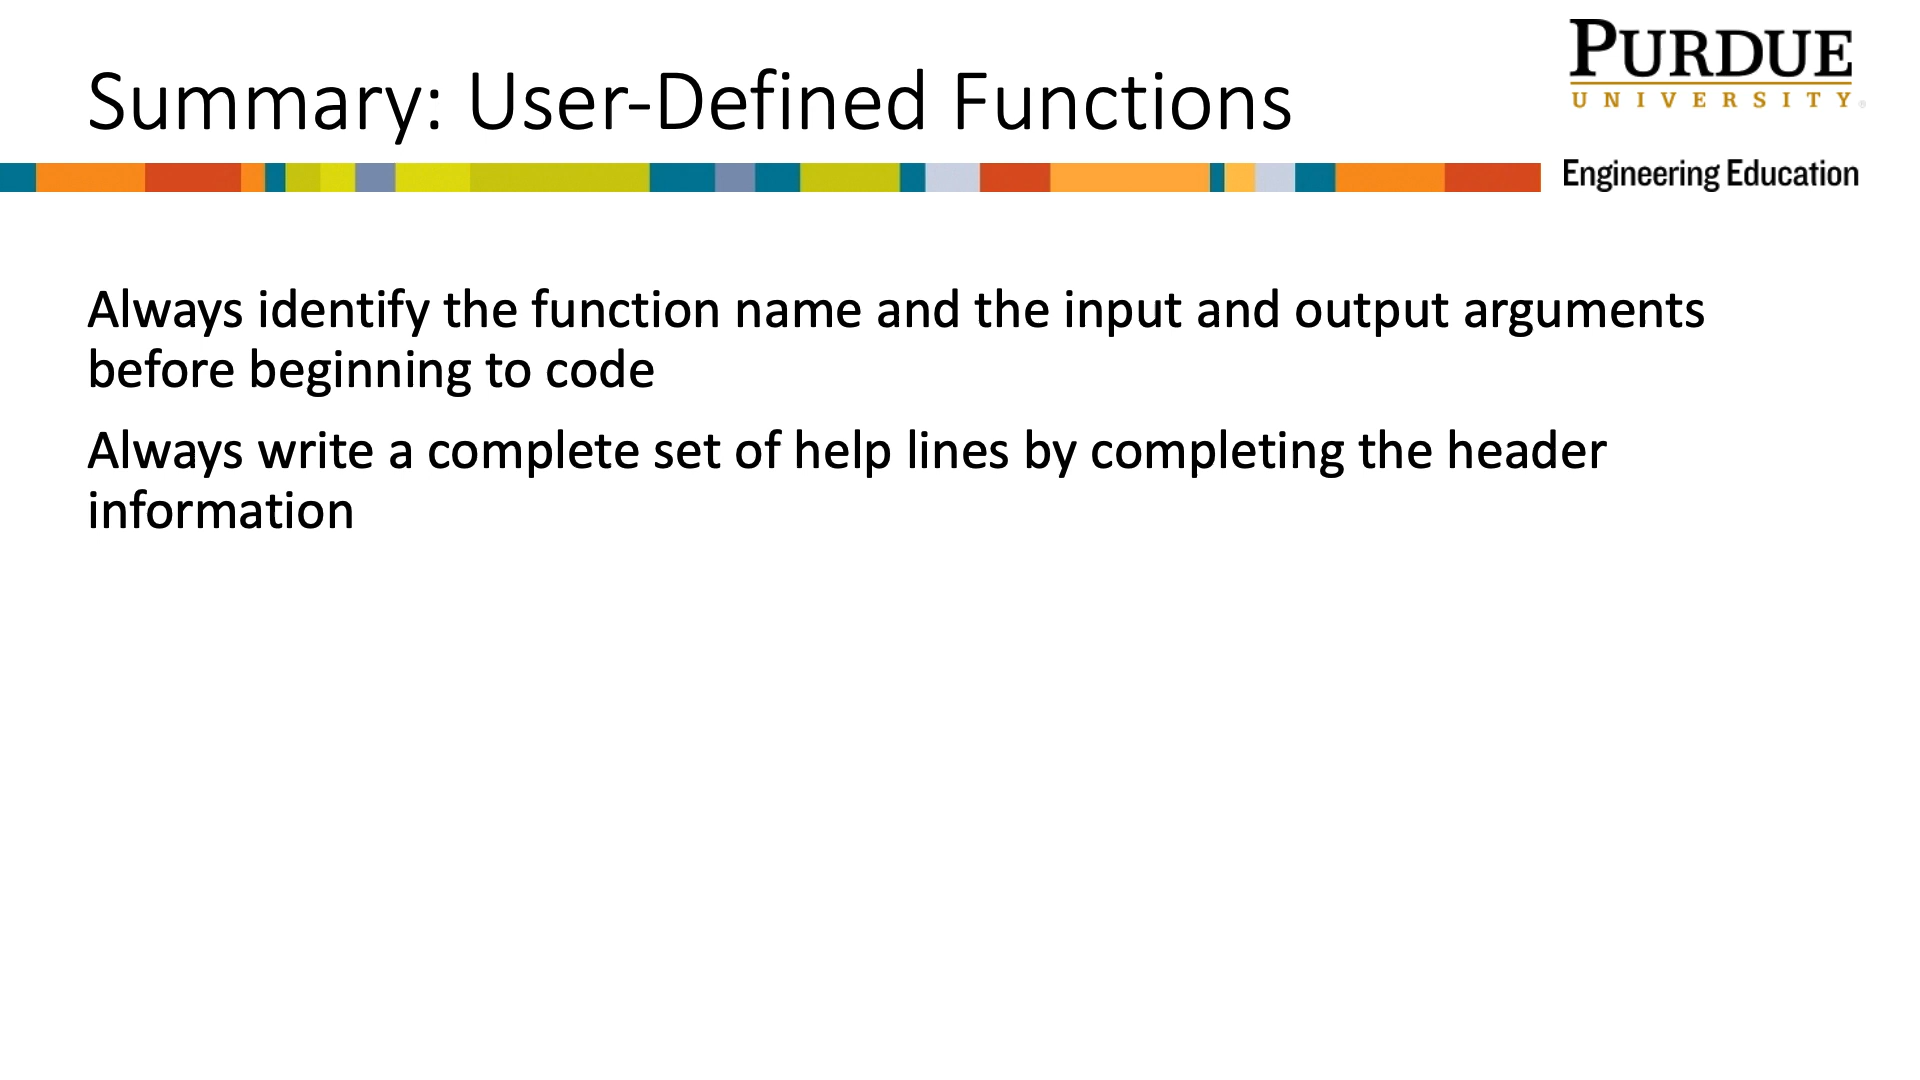 PURDUE
UNIVERSITY®
Summary: User-Defined Functions
Engineering Education
Always identify the function name and the input and output arguments
before beginning to code
Always write a complete set of help lines by completing the header
information